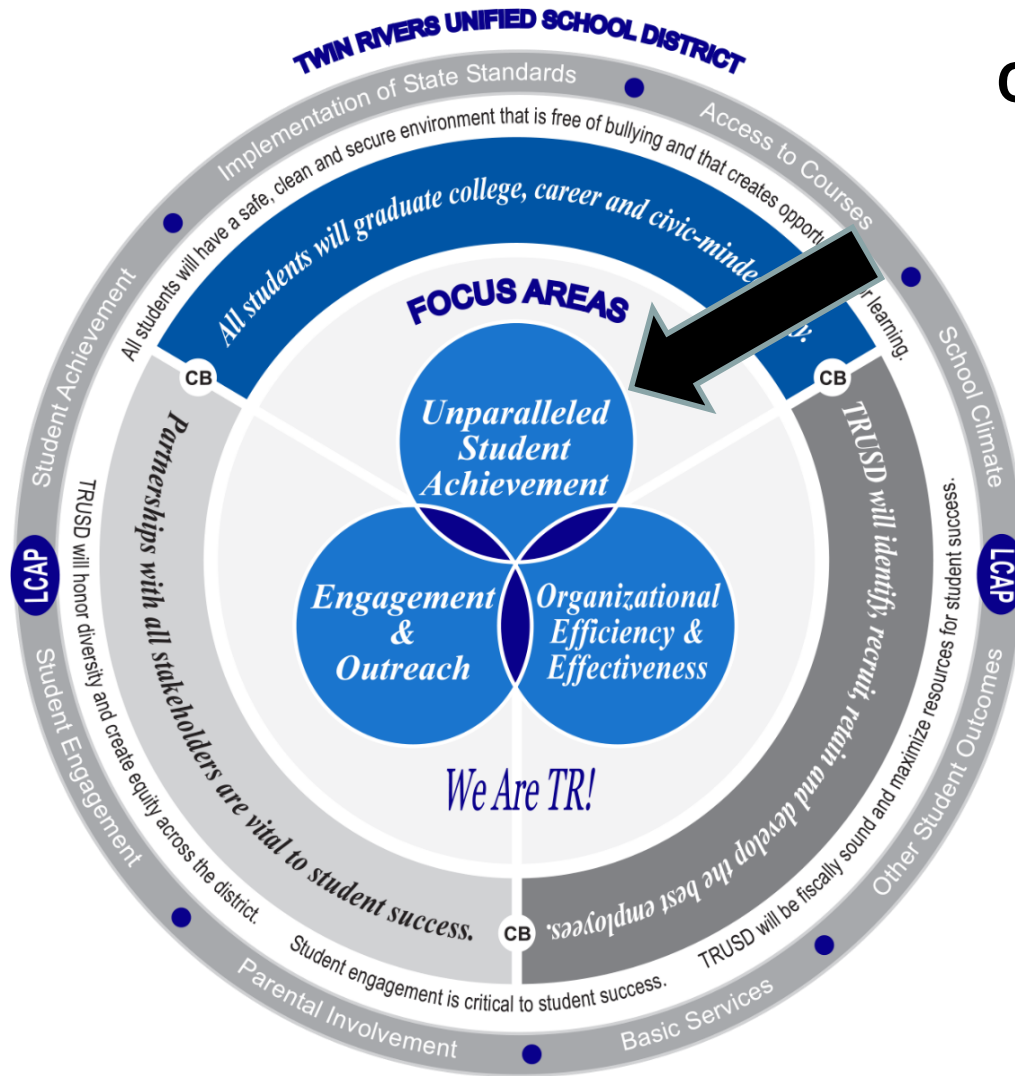 TWIN RIVERS UNIFIED SCHOOL DISTRICT
Implementation of State Standards
Access to Courses
School Climate
Other Student Outcomes
Basic Services
Parental Involvement
Student Engagement
Student Achievement
LCAP
LCAP
All students will have a safe, clean and secure environment that is free of bullying and that creates learning.
TRUSD will be fiscally sound and maximize resources for student success.
Student engagement is critical to student success.
TRUSD will honor diversity and create equity across the district.
All students will graduate college, career and
TRUSD will identify, recruit, retain and develop the best employees.
Partnerships with all stakeholders are vital to student success.
CB
CB
CB
FOCUS AREAS
Unparalleled
Student
Achievement
Engagement
&
Outreach
Organizational
Efficiency &
Effectiveness
We Are TR!